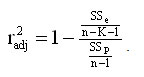 r²adj = 1 − (SSe / (n−K−1)) / (SSp / (n−1)) .